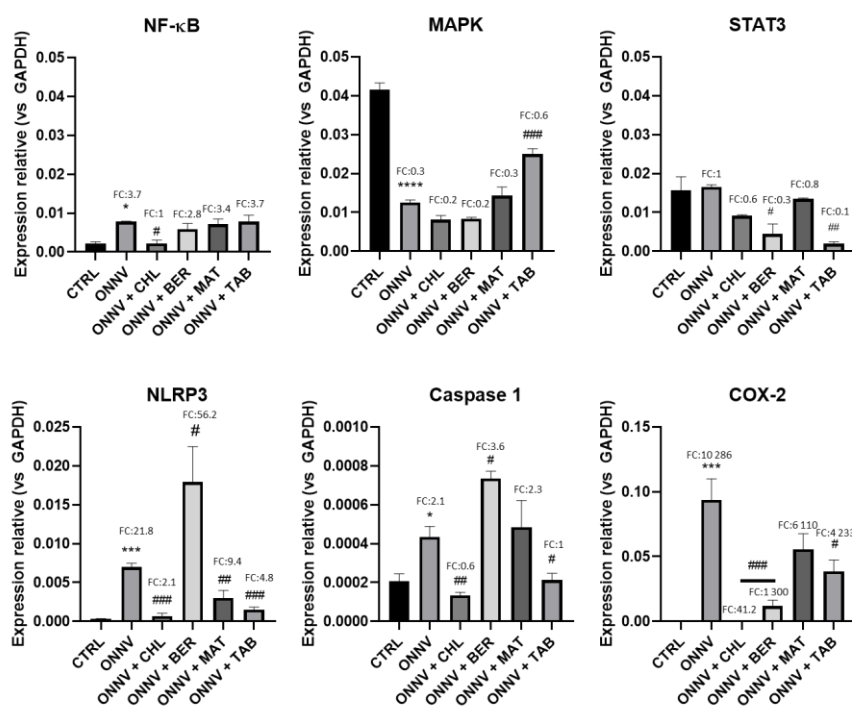 NF-κB
Expression relative (vs GAPDH)
0.05
0.04
0.03
0.02
0.01
0.00
FC:3.7
*
FC:1
#
FC:2.8
FC:3.4
FC:3.7
CTRL
ONNV
ONNV + CHL
ONNV + BER
ONNV + MAT
ONNV + TAB
MAPK
Expression relative (vs GAPDH)
0.05
0.04
0.03
0.02
0.01
0.00
FC:0.3
****
FC:0.2
FC:0.2
FC:0.3
FC:0.6
###
CTRL
ONNV
ONNV + CHL
ONNV + BER
ONNV + MAT
ONNV + TAB
STAT3
Expression relative (vs GAPDH)
0.05
0.04
0.03
0.02
0.01
0.00
FC:1
FC:0.6
FC:0.3
#
FC:0.8
FC:0.1
##
CTRL
ONNV
ONNV + CHL
ONNV + BER
ONNV + MAT
ONNV + TAB
NLRP3
Expression relative (vs GAPDH)
0.025
0.020
0.015
0.010
0.005
0.000
FC:21.8
***
FC:2.1
###
FC:56.2
#
FC:9.4
##
FC:4.8
###
CTRL
ONNV
ONNV + CHL
ONNV + BER
ONNV + MAT
ONNV + TAB
Caspase 1
Expression relative (vs GAPDH)
0.0010
0.0008
0.0006
0.0004
0.0002
0.0000
FC:2.1
*
FC:0.6
##
FC:3.6
#
FC:2.3
FC:1
#
CTRL
ONNV
ONNV + CHL
ONNV + BER
ONNV + MAT
ONNV + TAB
COX-2
Expression relative (vs GAPDH)
0.15
0.10
0.05
0.00
FC:10 286
***
###
FC:41.2
FC:1 300
FC:6 110
FC:4 233
#
CTRL
ONNV
ONNV + CHL
ONNV + BER
ONNV + MAT
ONNV + TAB